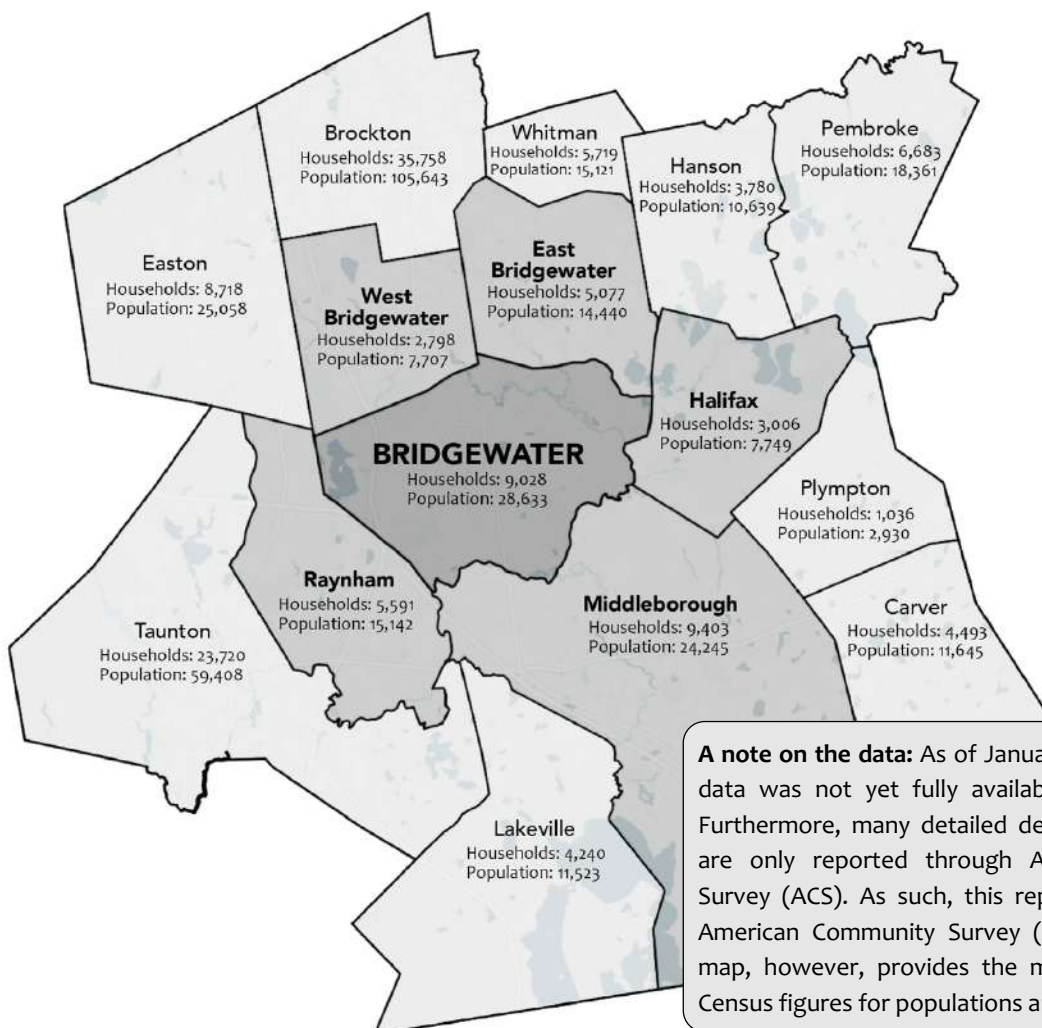 Brockton
Households: 35,758
Population: 105,643
Whitman
Households: 5,719
Population: 15,121
Hanson
Households: 3,780
Population: 10,639
Pembroke
Households: 6,683
Population: 18,361
Easton
Households: 8,718
Population: 25,058
West
Bridgewater
Households: 2,798
Population: 7,707
East
Bridgewater
Households: 5,077
Population: 14,440
Halifax
Households: 3,006
Population: 7,749
BRIDGEWATER
Households: 9,028
Population: 28,633
Plympton
Households: 1,036
Population: 2,930
Raynham
Households: 5,591
Population: 15,142
Middleborough
Households: 9,403
Population: 24,245
Carver
Households: 4,493
Population: 11,645
Taunton
Households: 23,720
Population: 59,408
Lakeville
Households: 4,240
Population: 11,523
A note on the data: As of
data was not yet fully
Furthermore, many detailed
are only reported through
Survey (ACS). As such, this
American Community Survey
map, however, provides the
Census figures for populations